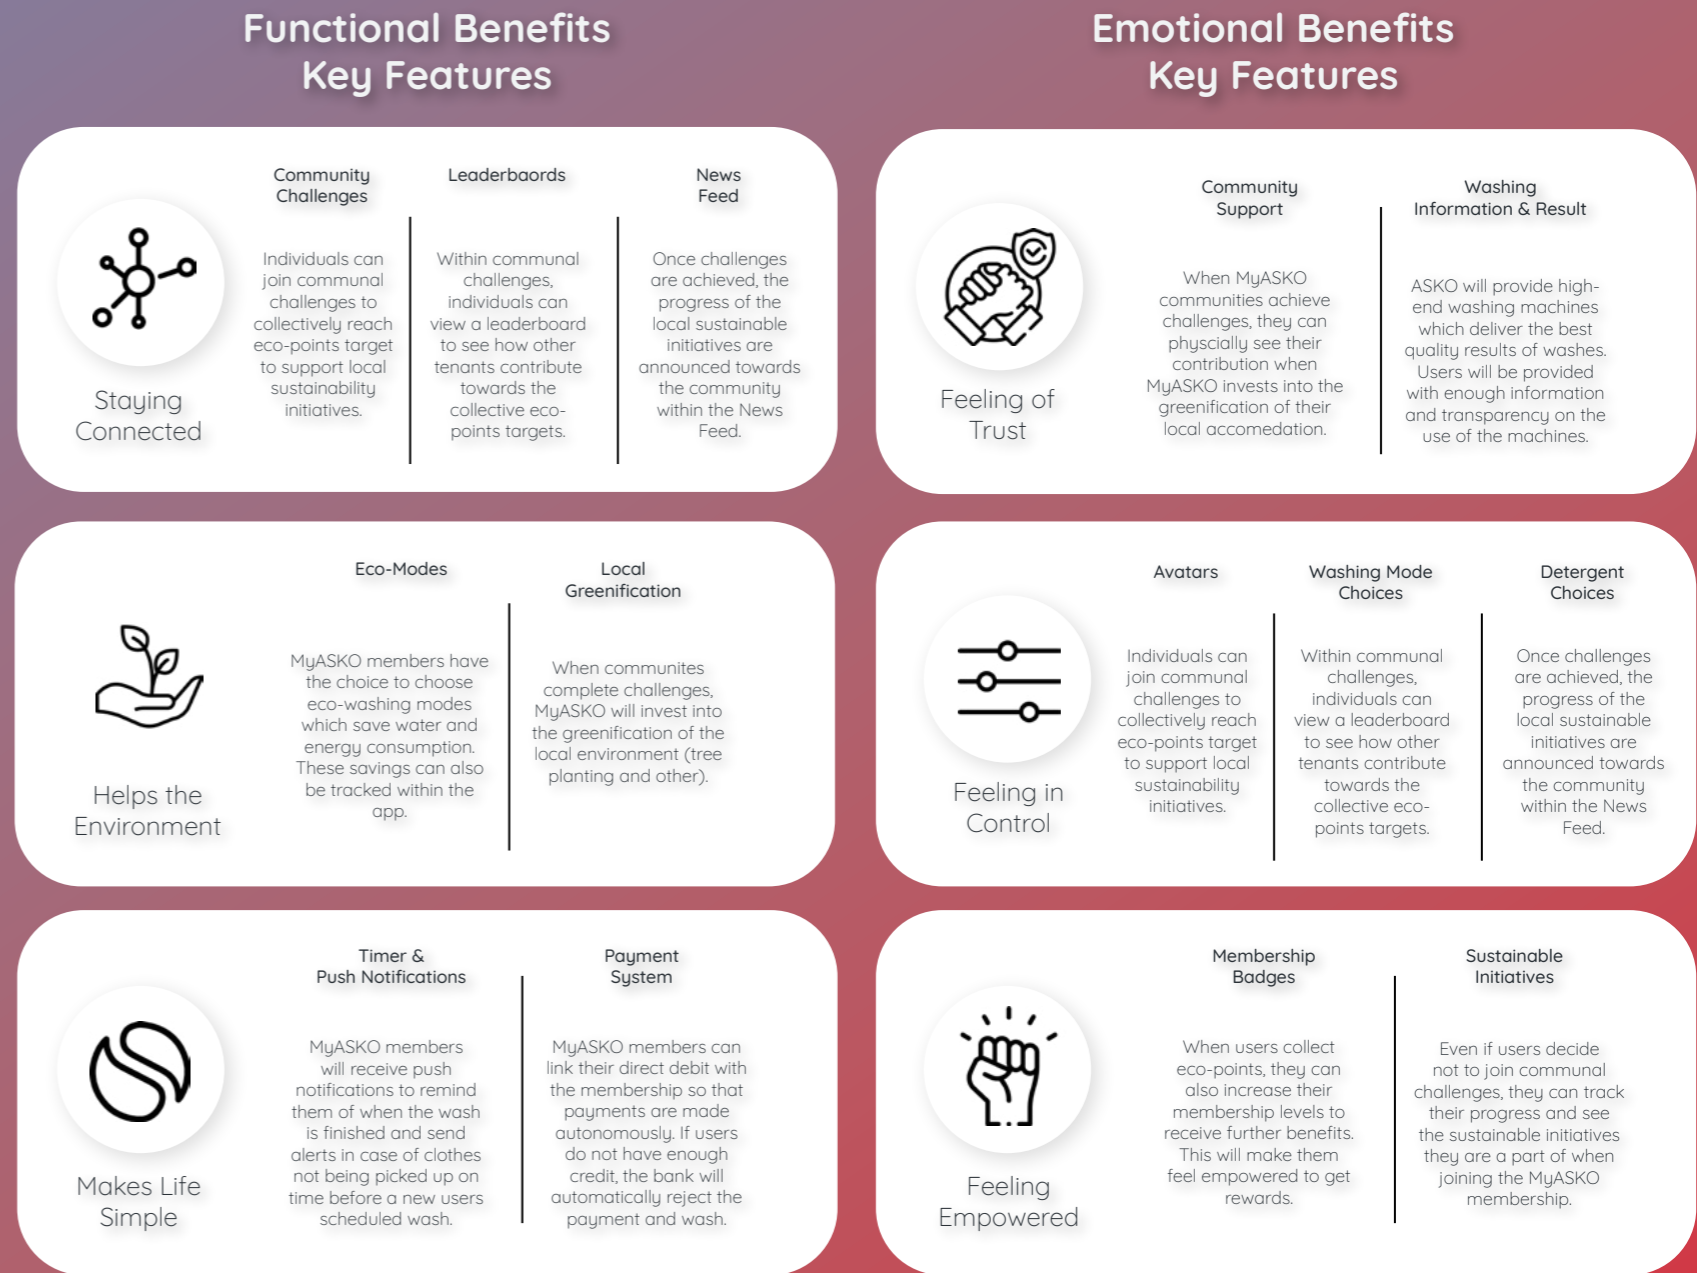 Functional Benefits
Key Features
Community
Challenges
Individuals can
join communal
challenges to
collectively reach
eco-points target
to support local
sustainability
initiatives.
Leaderbaords
Within communal
challenges,
individuals can
view a leaderboard
to see how other
tenants contribute
towards the
collective eco-
points targets.
News
Feed
Once challenges
are achieved, the
progress of the
local sustainable
initiatives are
announced towards
the community
within the News
Feed.
Staying
Connected
Eco-Modes
MyASKO members have
the choice to choose
eco-washing modes
which save water and
energy consumption.
These savings can also
be tracked within the
app.
Local
Greenification
When communites
complete challenges,
MyASKO will invest into
the greenification of the
local environment (tree
planting and other).
Helps the
Environment
Timer &
Push Notifications
MyASKO members
will receive push
notifications to remind
them of when the wash
is finished and send
alerts in case of clothes
not being picked up on
time before a new users
scheduled wash.
Payment
System
MyASKO members can
link their direct debit with
the membership so that
payments are made
autonomously. If users
do not have enough
credit, the bank will
automatically reject the
payment and wash.
Makes Life
Simple
Emotional Benefits
Key Features
Community
Support
When MyASKO
communities achieve
challenges, they can
physcially see their
contribution when
MyASKO invests into the
greenification of their
local accomedation.
Washing
Information & Result
ASKO will provide high-
end washing machines
which deliver the best
quality results of washes.
Users will be provided
with enough information
and transparency on the
use of the machines.
Feeling of
Trust
Avatars
Individuals can
join communal
challenges to
collectively reach
eco-points target
to support local
sustainability
initiatives.
Washing Mode
Choices
Within communal
challenges,
individuals can
view a leaderboard
to see how other
tenants contribute
towards the
collective eco-
points targets.
Detergent
Choices
Once challenges
are achieved, the
progress of the
local sustainable
initiatives are
announced towards
the community
within the News
Feed.
Feeling in
Control
Membership
Badges
When users collect
eco-points, they can
also increase their
membership levels to
receive further benefits.
This will make them
feel empowered to get
rewards.
Sustainable
Initiatives
Even if users decide
not to join communal
challenges, they can track
their progress and see
the sustainable initiatives
they are a part of when
joining the MyASKO
membership.
Feeling
Empowered